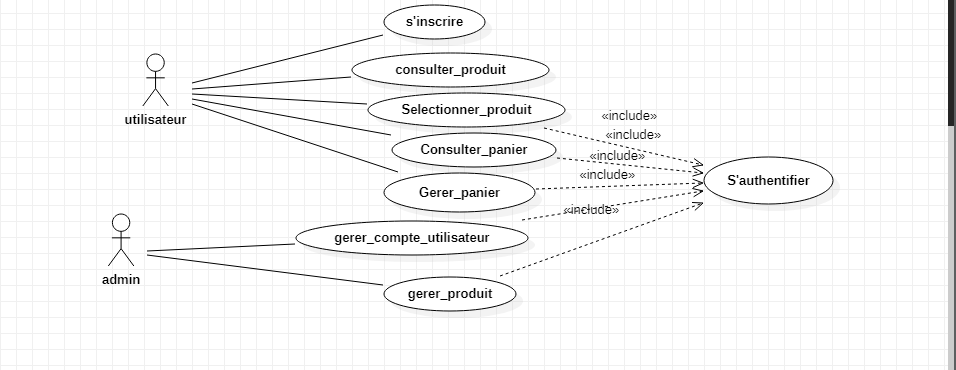 s'inscrire
consulter_produit
utilisateur
Selectionner_produit
«include»
«include»
Consulter_panier
«include»
«include»
S'authentifier
Gerer_panier
«include»
gerer_compte_utilisateur
admin
gerer_produit